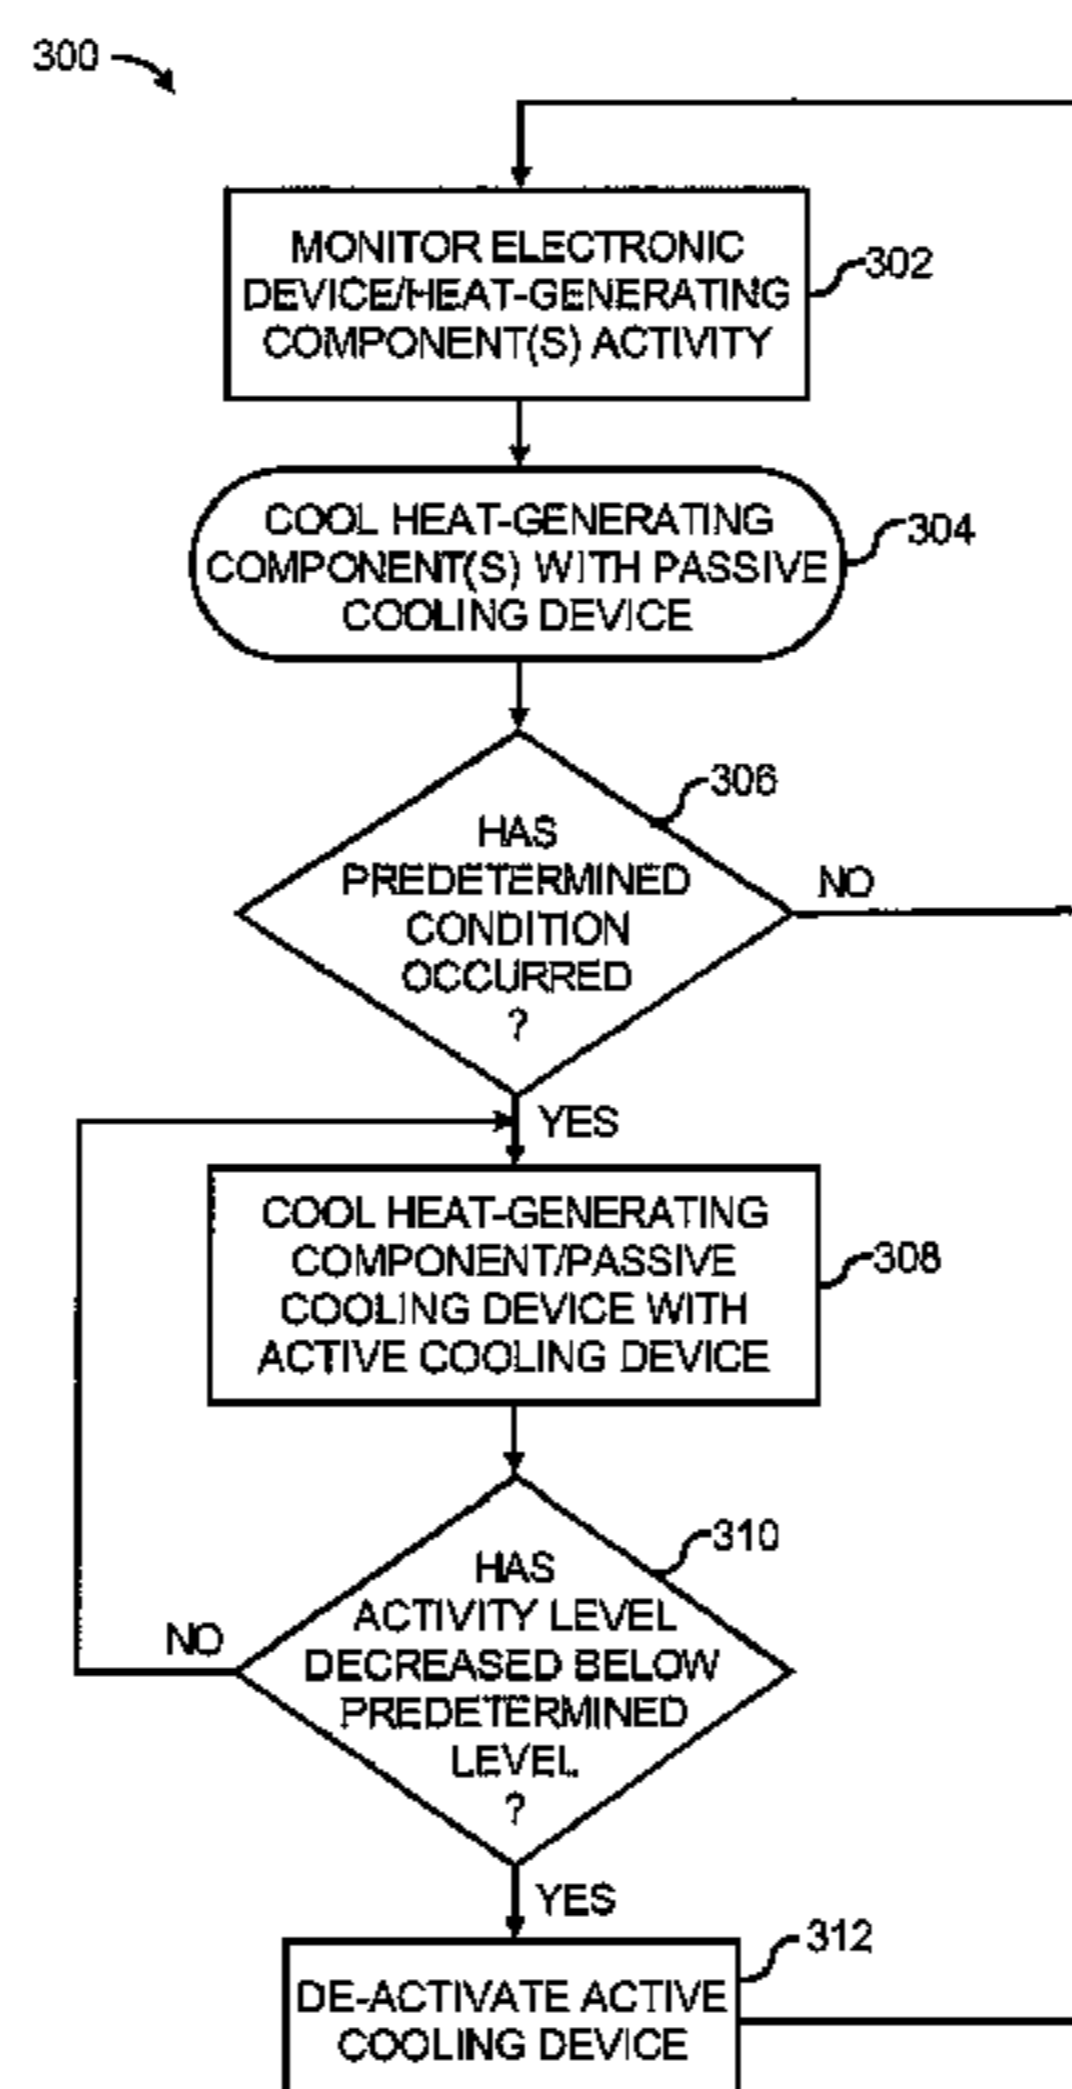 300
MONITOR ELECTRONIC
DEVICE/HEAT-GENERATING
COMPONENT(S) ACTIVITY
302
COOL HEAT-GENERATING
COMPONENT(S) WITH PASSIVE
COOLING DEVICE
304
HAS
PREDETERMINED
CONDITION
OCCURRED
?
306
NO
YES
COOL HEAT-GENERATING
COMPONENT/PASSIVE
COOLING DEVICE WITH
ACTIVE COOLING DEVICE
308
HAS
ACTIVITY LEVEL
DECREASED BELOW
PREDETERMINED
LEVEL
?
310
NO
YES
DE-ACTIVATE ACTIVE
COOLING DEVICE
312